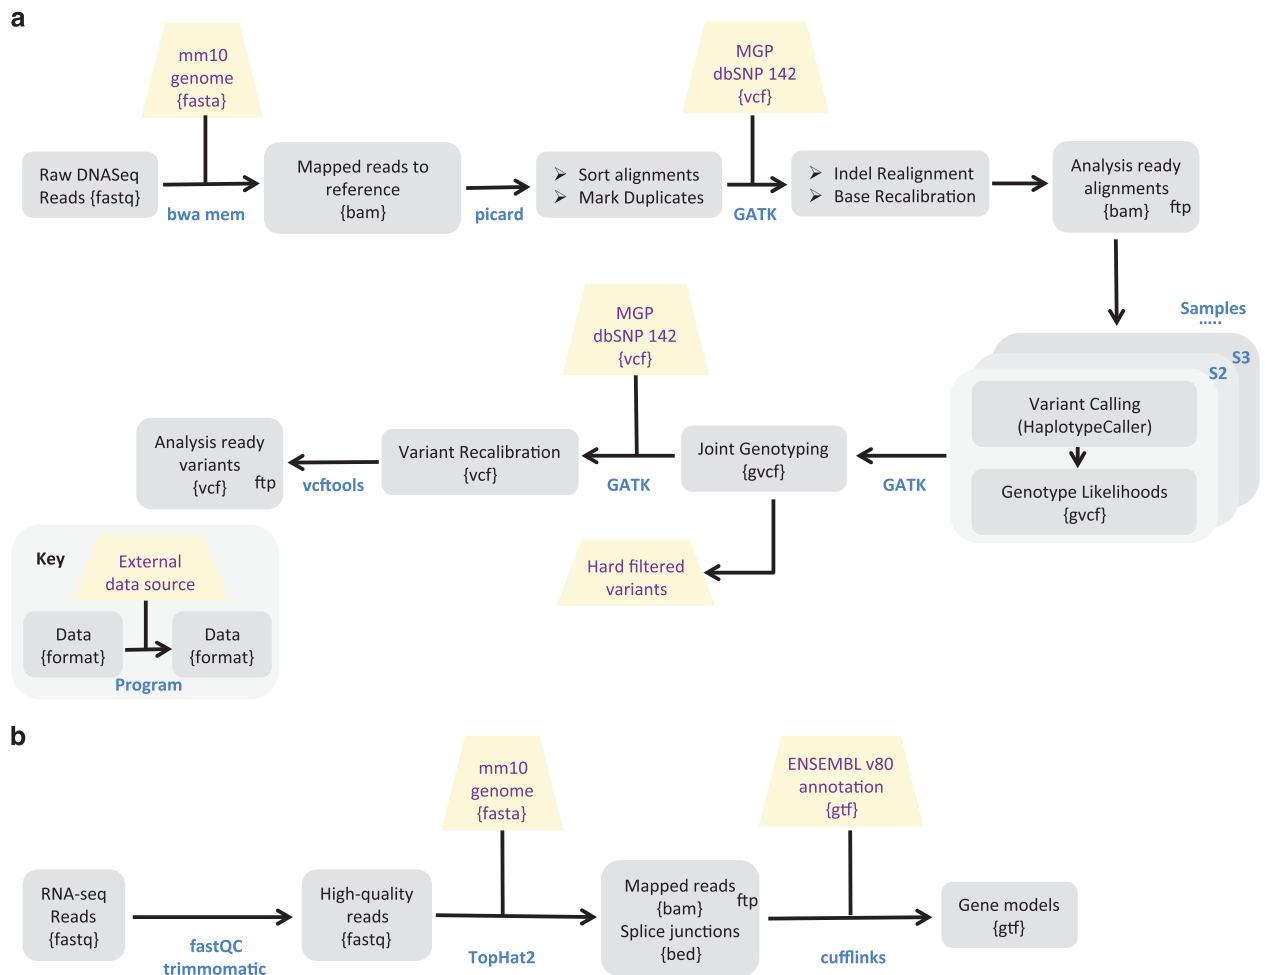 a
mm10
genome
{fasta}
MGP
dbSNP 142
{vcf}
Raw DNASeq
Reads {fastq}
bwa mem
Mapped reads to
reference
{bam}
picard
➢ Sort alignments
➢ Mark Duplicates
GATK
➢ Indel Realignment
➢ Base Recalibration
Analysis ready
alignments
{bam}
ftp
Samples
.....
S3
S2
Variant Calling
(HaplotypeCaller)
Genotype Likelihoods
{gvcf}
GATK
Joint Genotyping
{gvcf}
MGP
dbSNP 142
{vcf}
GATK
Variant Recalibration
{vcf}
vcftools
Analysis ready
variants
{vcf}
ftp
Hard filtered
variants
Key
External
data source
Data
{format}
Data
{format}
Program
b
mm10
genome
{fasta}
ENSEMBL v80
annotation
{gtf}
RNA-seq
Reads
{fastq}
fastQC
trimmomatic
High-quality
reads
{fastq}
TopHat2
Mapped reads
{bam}
ftp
Splice junctions
{bed}
cufflinks
Gene models
{gtf}